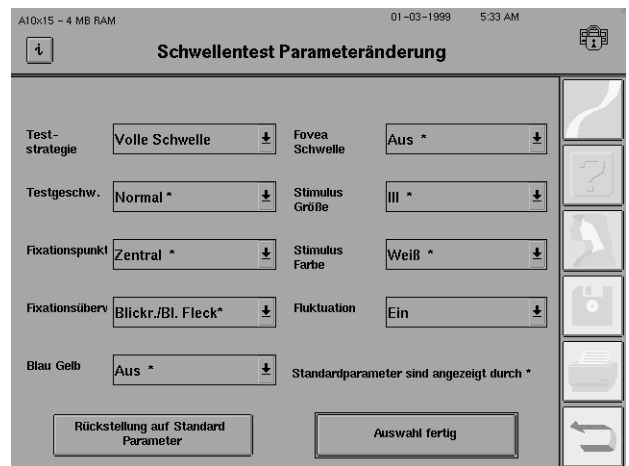 A10x15 – 4 MB RAM 01-03-1999 5:33 AM
i
Schwellentest Parameteränderung
Test-
strategie
Volle Schwelle
Fovea
Schwelle
Aus *
Testgeschw.
Normal *
Stimulus
Größe
III *
Fixationspunkt
Zentral *
Stimulus
Farbe
Weiß *
Fixationsüberv
Blickr./Bl. Fleck*
Fluktuation
Ein
Blau Gelb
Aus *
Standardparameter sind angezeigt durch *
Rückstellung auf Standard
Parameter
Auswahl fertig
?